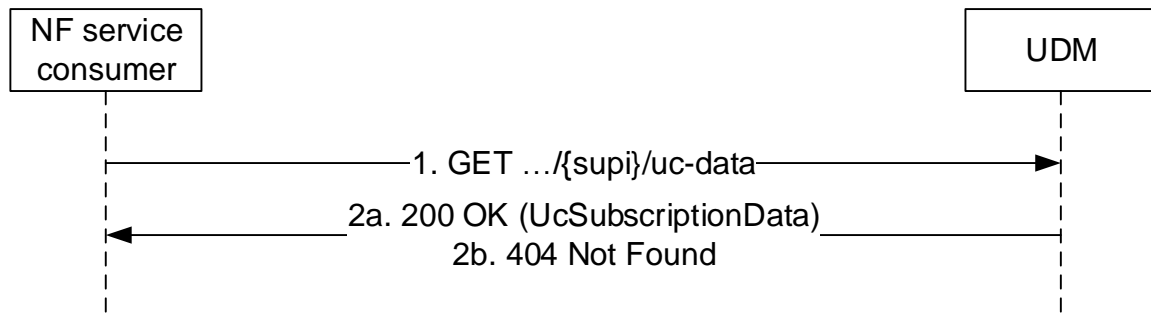 NF service
consumer
UDM
1. GET …/{supi}/uc-data
2a. 200 OK (UcSubscriptionData)
2b. 404 Not Found